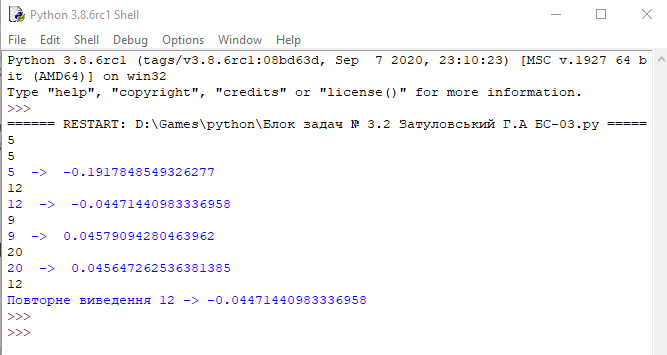 Python 3.8.6rc1 Shell
File Edit Shell Debug Options Window Help
Python 3.8.6rc1 (tags/v3.8.6rc1:08bd63d, Sep  7 2020, 23:10:23) [MSC v.1927 64 b
it (AMD64)] on win32
Type "help", "copyright", "credits" or "license()" for more information.
>>>
====== RESTART: D:\Games\python\Блок задач № 3.2 Затуловський Г.А БС-03.py =====
5
5
5  ->  -0.1917848549326277
12
12  ->  -0.04471440983336958
9
9  ->  0.04579094280463962
20
20  ->  0.045647262536381385
12
Повторне виведення 12 -> -0.04471440983336958
>>>
>>>